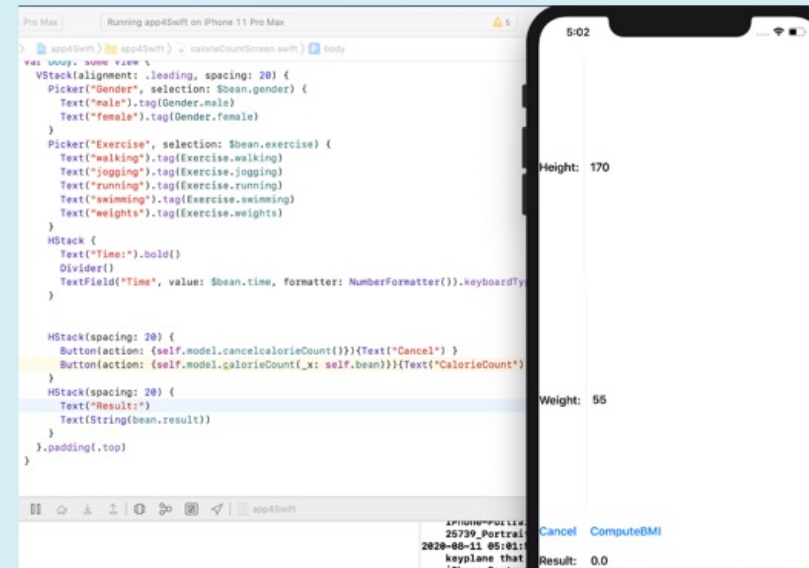 Pro Max
Running app4Swift on iPhone 11 Pro Max
5
app4Swift
app4Swift
calorieCountScreen.swift
body
var body: some View {
VStack(alignment: .leading, spacing: 20) {
Picker("Gender", selection: $bean.gender) {
Text("male").tag(Gender.male)
Text("female").tag(Gender.female)
}
Picker("Exercise", selection: $bean.exercise) {
Text("walking").tag(Exercise.walking)
Text("jogging").tag(Exercise.jogging)
Text("running").tag(Exercise.running)
Text("swimming").tag(Exercise.swimming)
Text("weights").tag(Exercise.weights)
}
HStack {
Text("Time:").bold()
Divider()
TextField("Time", value: $bean.time, formatter: NumberFormatter()).keyboardTy
}
HStack(spacing: 20) {
Button(action: {self.model.cancelcalorieCount()}){Text("Cancel") }
Button(action: {self.model.calorieCount(_x: self.bean)}){Text("CalorieCount")
}
HStack(spacing: 20) {
Text("Result:")
Text(String(bean.result))
}
}.padding(.top)
}
app4Swift
iPhone-Portra
25739_Portrai
2020-08-11 05:01:
keyplane that
5:02
Height: 170
Weight: 55
Cancel ComputeBMI
Result: 0.0